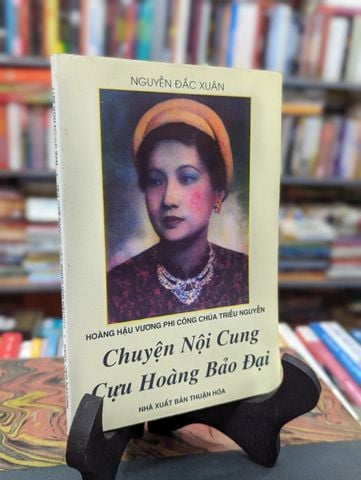 NGUYỄN ĐẮC XUÂN
HOÀNG HẬU VƯƠNG PHI CÔNG CHÚA TRIỀU NGUYỄN
Chuyện Nội Cung
Cựu Hoàng Bảo Đại
NHÀ XUẤT BẢN THUẬN HÓA